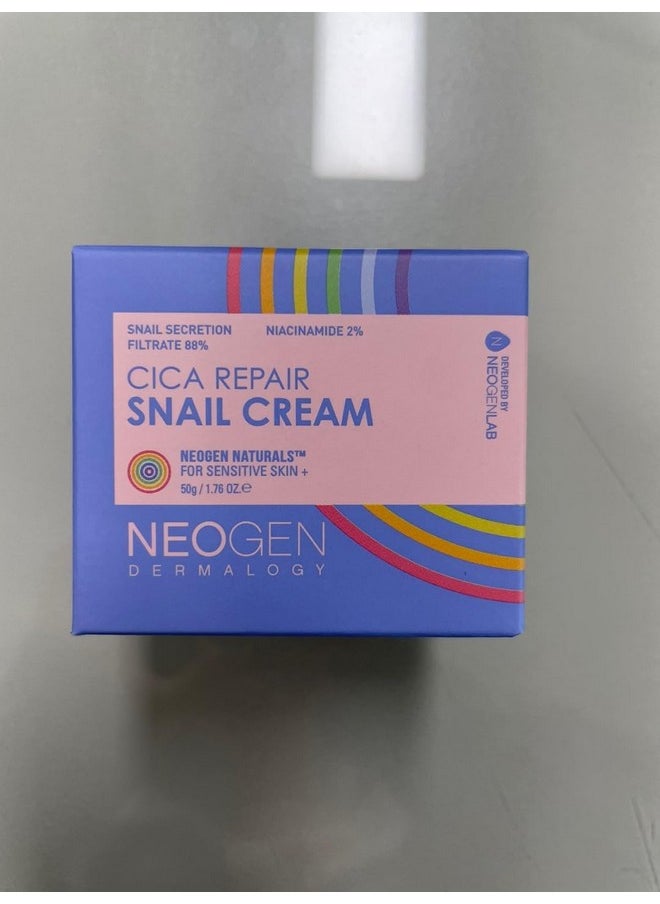 SNAIL SECRETION
FILTRATE 88%
NIACINAMIDE 2%
CICA REPAIR
SNAIL CREAM
NEOGEN NATURALS™
FOR SENSITIVE SKIN +
50g / 1.76 OZ.℮
N
DEVELOPED BY
NEOGENLAB
NEOGEN
DERMALOGY